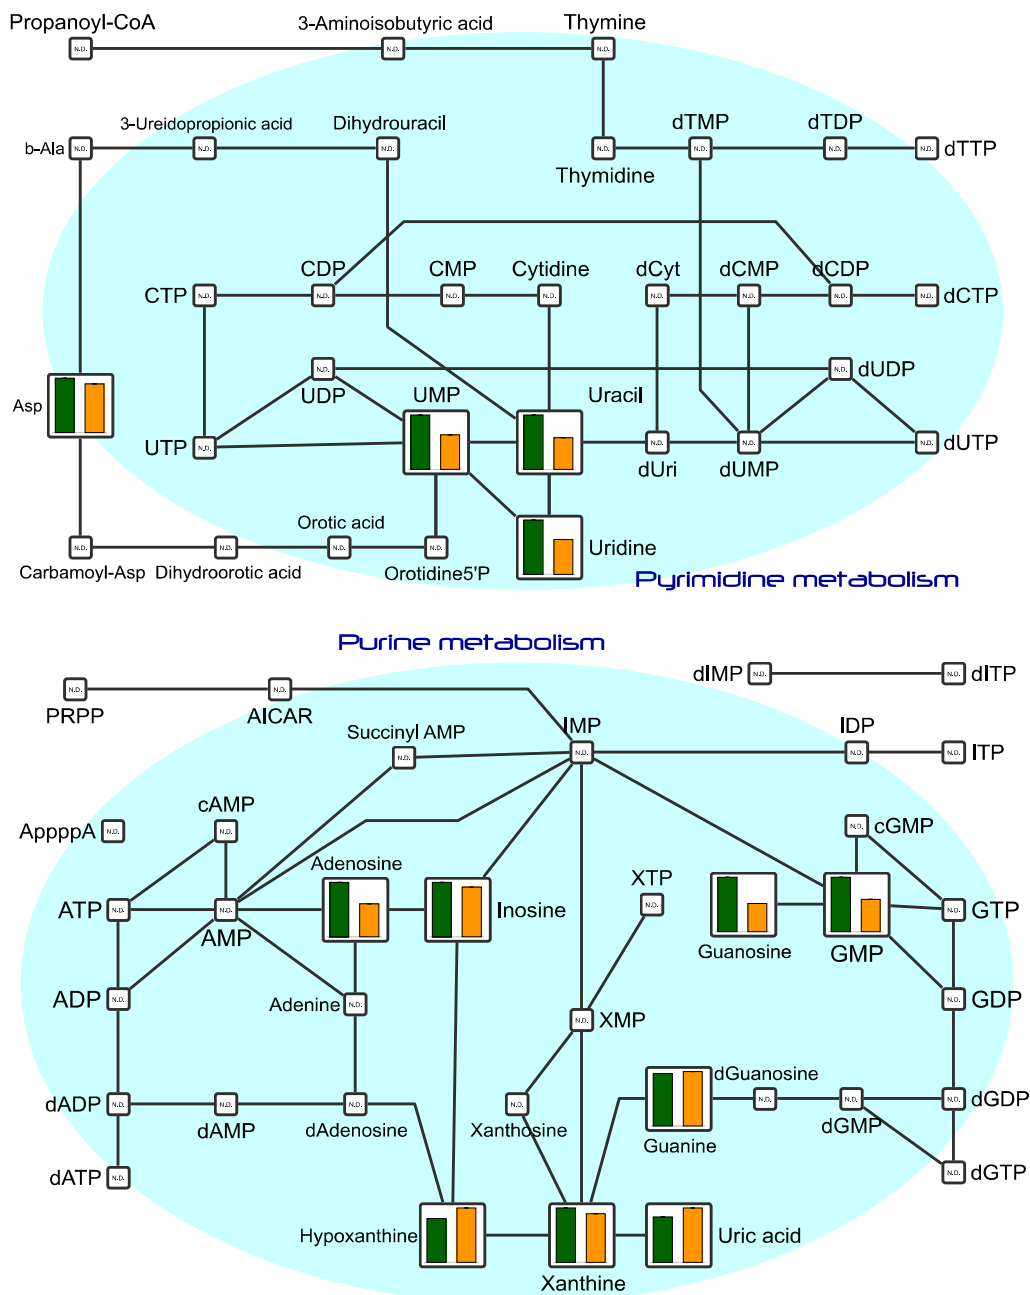 Propanoyl-CoA 3-Aminoisobutyric acid Thymine
N.D. N.D. N.D.
3-Ureidopropionic acid Dihydrouracil dTMP dTDP
b-Ala N.D. N.D. N.D. N.D. N.D. N.D. N.D. dTTP
Thymidine
CDP CMP Cytidine dCyt dCMP dCDP
CTP N.D. N.D. N.D. N.D. N.D. N.D. N.D. N.D. dCTP
N.D. N.D. dUDP
Asp UDP UMP Uracil
UTP N.D. N.D. N.D. N.D. dUTP
dUri dUMP
Orotic acid
N.D. N.D. N.D. N.D. Uridine
Carbamoyl-Asp Dihydroorotic acid Orotidine5'P
Pyrimidine metabolism
Purine metabolism
dIMP N.D. N.D. dITP
N.D. N.D.
PRPP AICAR
Succinyl AMP IMP IDP
N.D. N.D. N.D. N.D. ITP
cAMP
AppppA N.D. N.D. N.D. cGMP
Adenosine XTP
ATP N.D. N.D. Inosine N.D. N.D. GTP
AMP Guanosine GMP
ADP N.D. Adenine N.D. N.D. GDP
N.D. XMP
dGuanosine
dADP N.D. N.D. N.D. N.D. N.D. N.D. N.D. dGDP
dAMP dAdenosine Xanthosine Guanine dGMP
dATP N.D. N.D. dGTP
Hypoxanthine Uric acid
Xanthine